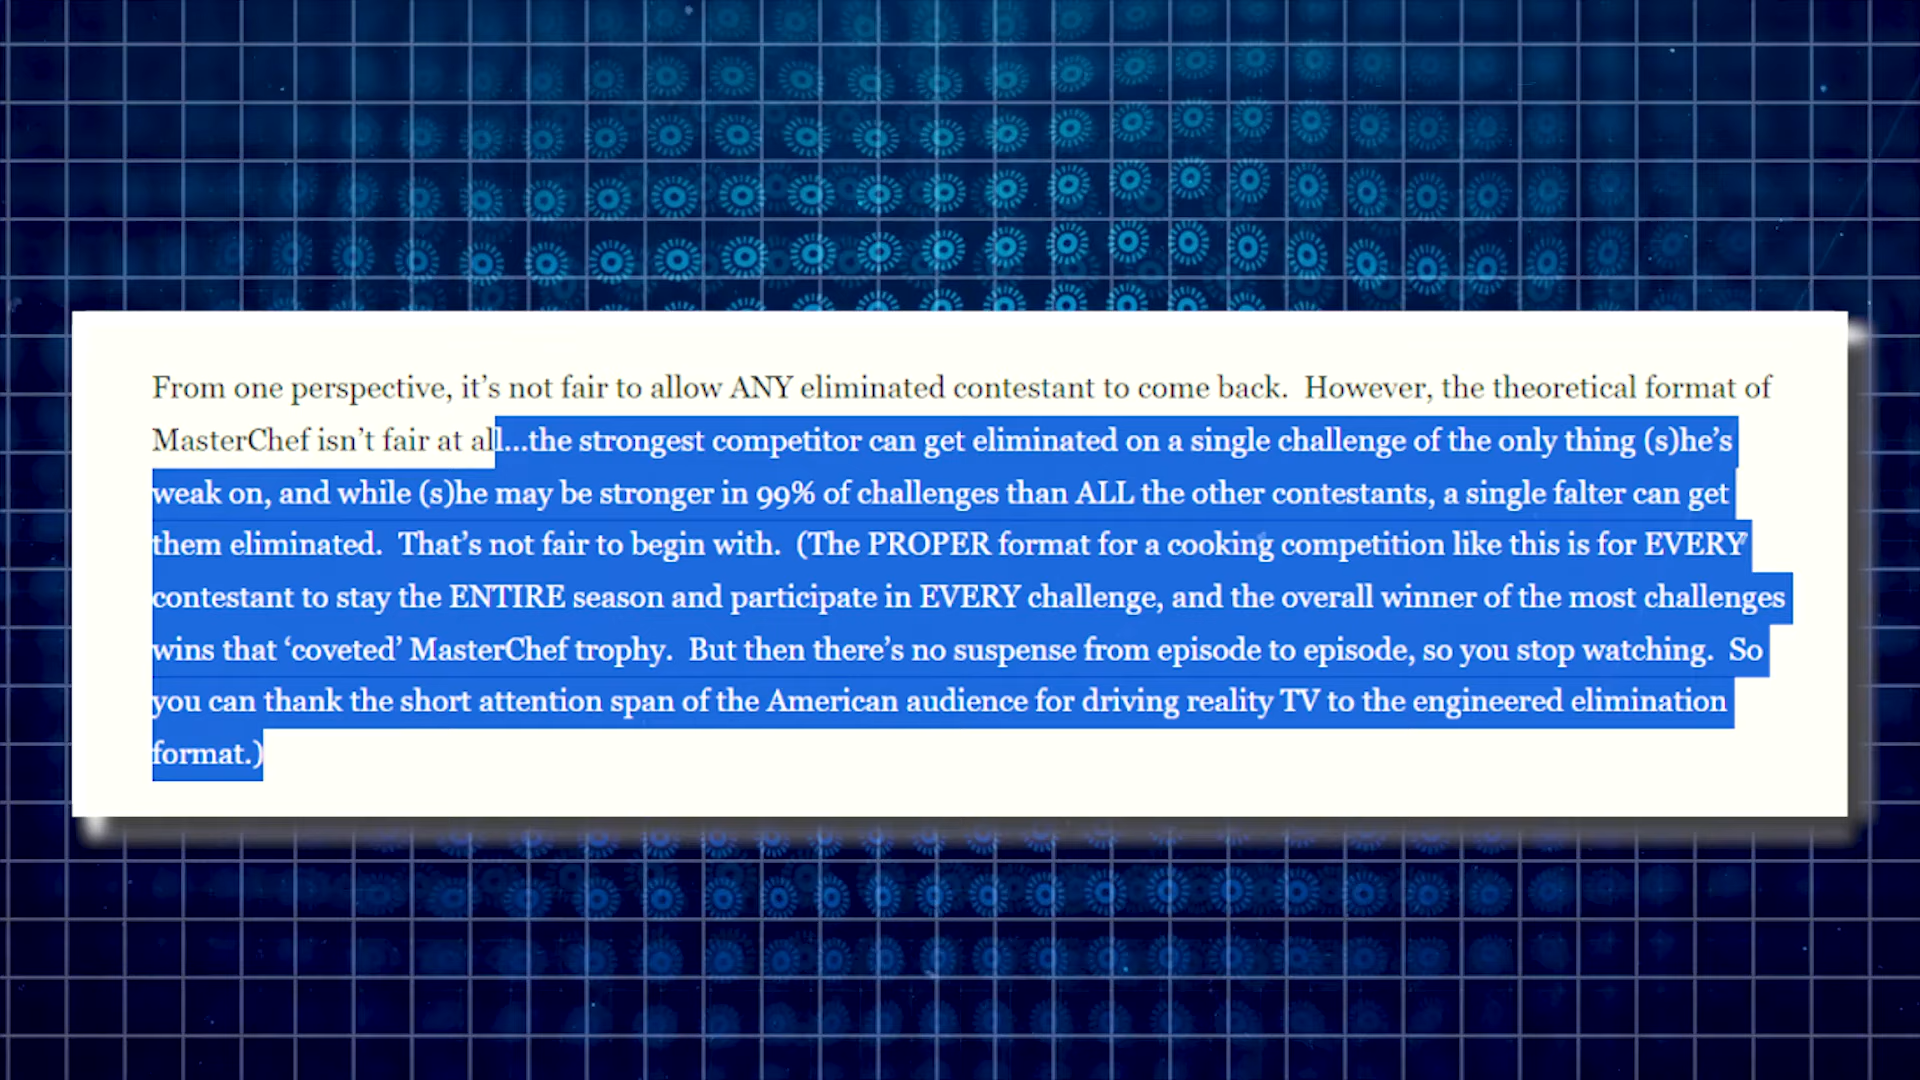 From one perspective, it’s not fair to allow ANY eliminated contestant to come back.  However, the theoretical format of
MasterChef isn’t fair at all...the strongest competitor can get eliminated on a single challenge of the only thing (s)he’s
weak on, and while (s)he may be stronger in 99% of challenges than ALL the other contestants, a single falter can get
them eliminated.  That’s not fair to begin with.  (The PROPER format for a cooking competition like this is for EVERY
contestant to stay the ENTIRE season and participate in EVERY challenge, and the overall winner of the most challenges
wins that ‘coveted’ MasterChef trophy.  But then there’s no suspense from episode to episode, so you stop watching.  So
you can thank the short attention span of the American audience for driving reality TV to the engineered elimination
format.)